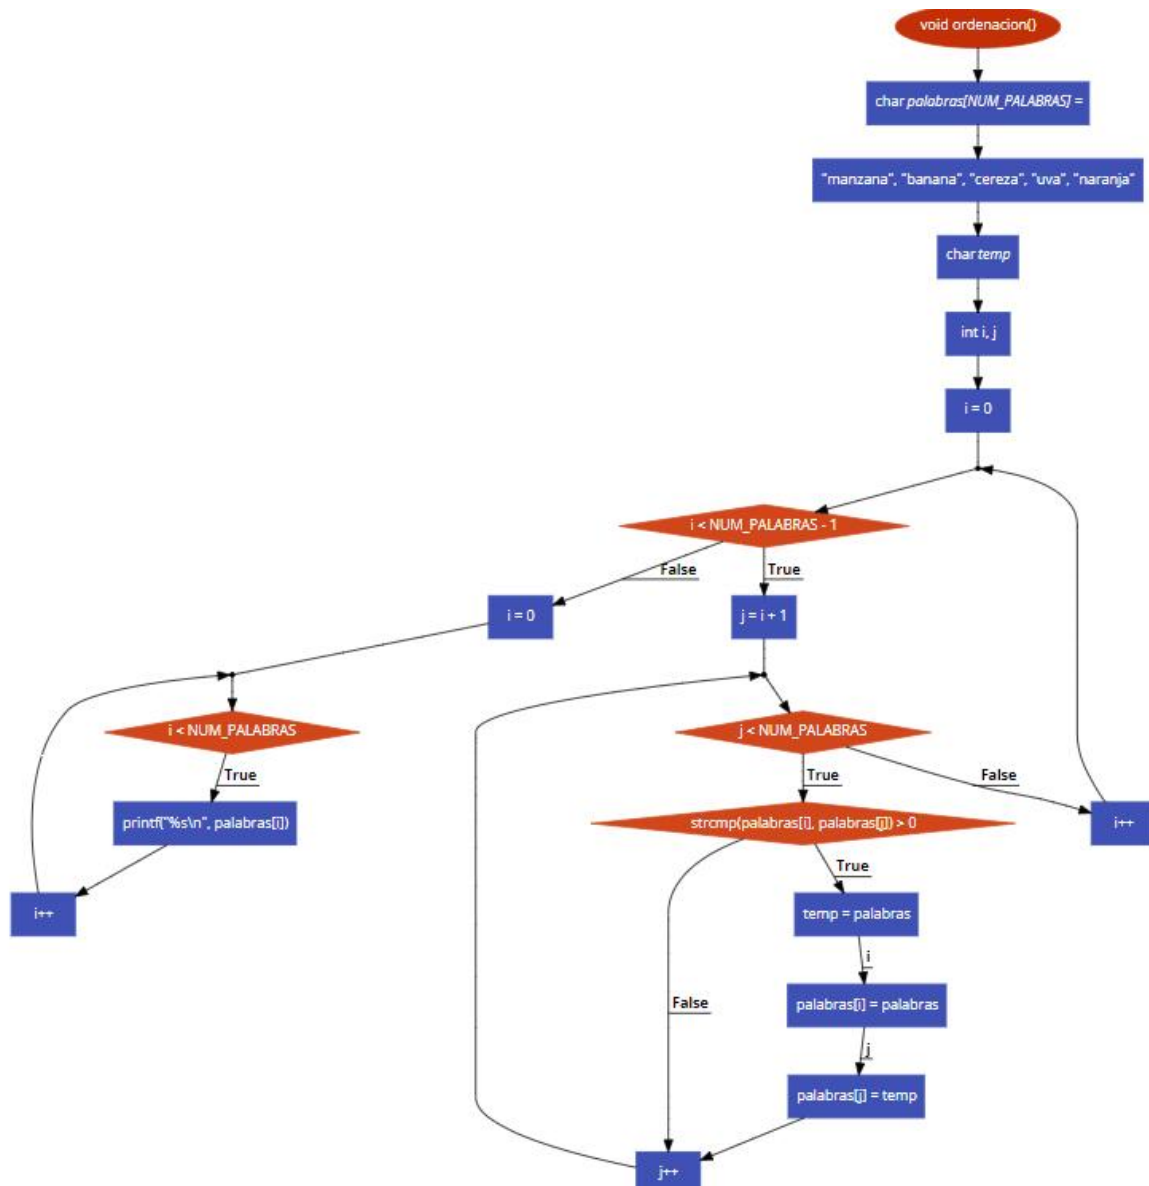 void ordenacion()
char palabras[NUM_PALABRAS] =
"manzana", "banana", "cereza", "uva", "naranja"
char temp
int i, j
i = 0
i < NUM_PALABRAS - 1
False
True
i = 0
j = i + 1
i < NUM_PALABRAS
j < NUM_PALABRAS
True
True
False
printf("%s\n", palabras[i])
strcmp(palabras[i], palabras[j]) > 0
i++
True
i++
temp = palabras
i
False
palabras[i] = palabras
j
palabras[j] = temp
j++